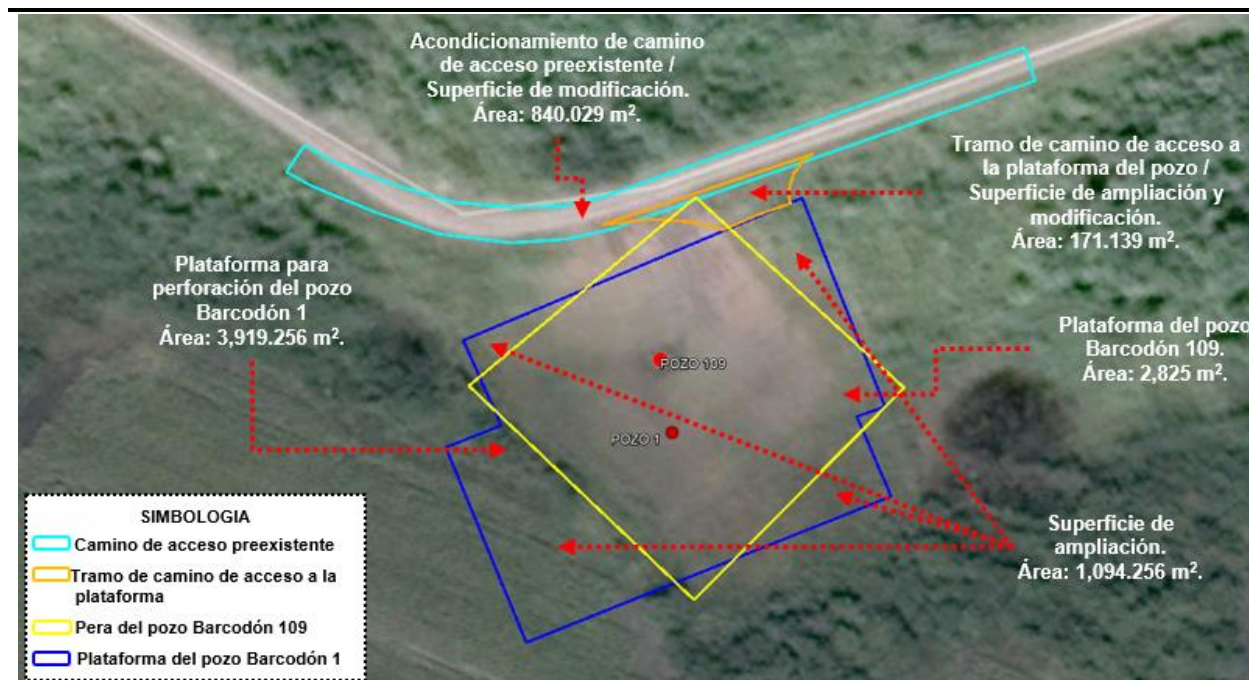 Acondicionamiento de camino
de acceso preexistente /
Superficie de modificación.
Área: 840.029 m².
Tramo de camino de acceso a
la plataforma del pozo /
Superficie de ampliación y
modificación.
Área: 171.139 m².
Plataforma para
perforación del pozo
Barcodón 1
Área: 3,919.256 m².
Plataforma del pozo
Barcodón 109.
Área: 2,825 m².
POZO 109
POZO 1
Superficie de
ampliación.
Área: 1,094.256 m².
SIMBOLOGIA
Camino de acceso preexistente
Tramo de camino de acceso a la
plataforma
Pera del pozo Barcodón 109
Plataforma del pozo Barcodón 1